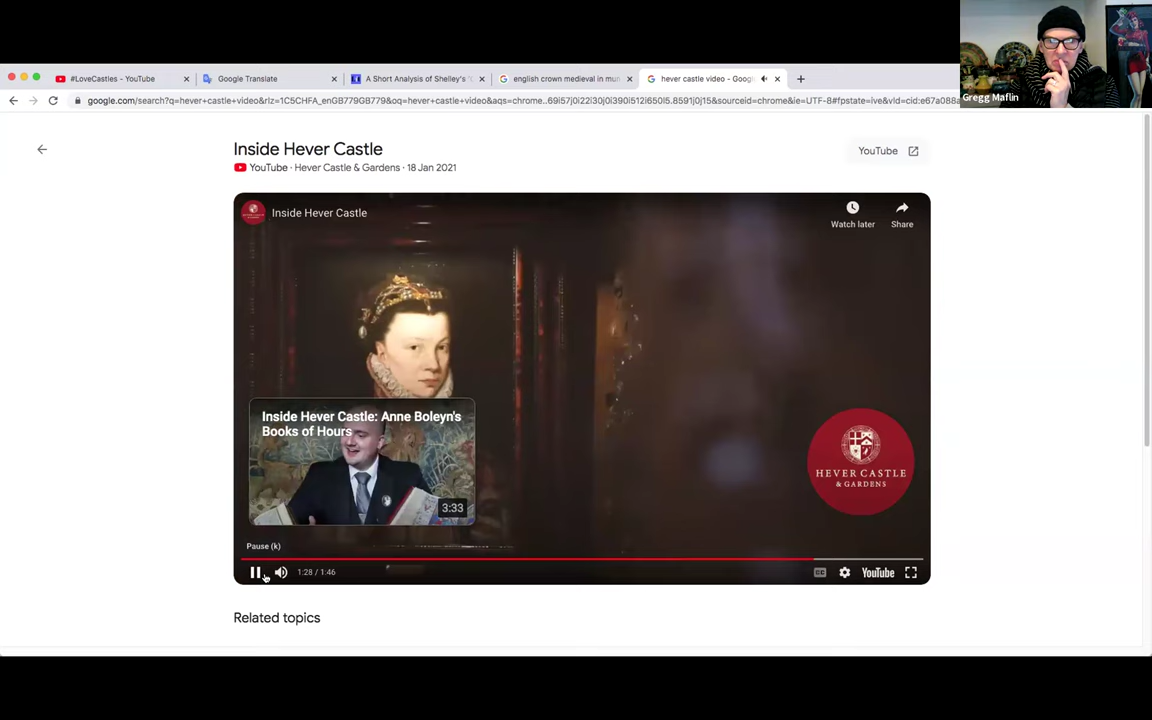 #LoveCastles - YouTube
Google Translate
A Short Analysis of Shelley's
english crown medieval in mu
hever castle video - Goog
Gregg Maflin
Inside Hever Castle
YouTube · Hever Castle & Gardens · 18 Jan 2021
YouTube
Inside Hever Castle
Watch later
Share
Inside Hever Castle: Anne Boleyn's
Books of Hours
3:33
HEVER CASTLE
& GARDENS
Pause (k)
1:28 / 1:46
CC
YouTube
Related topics